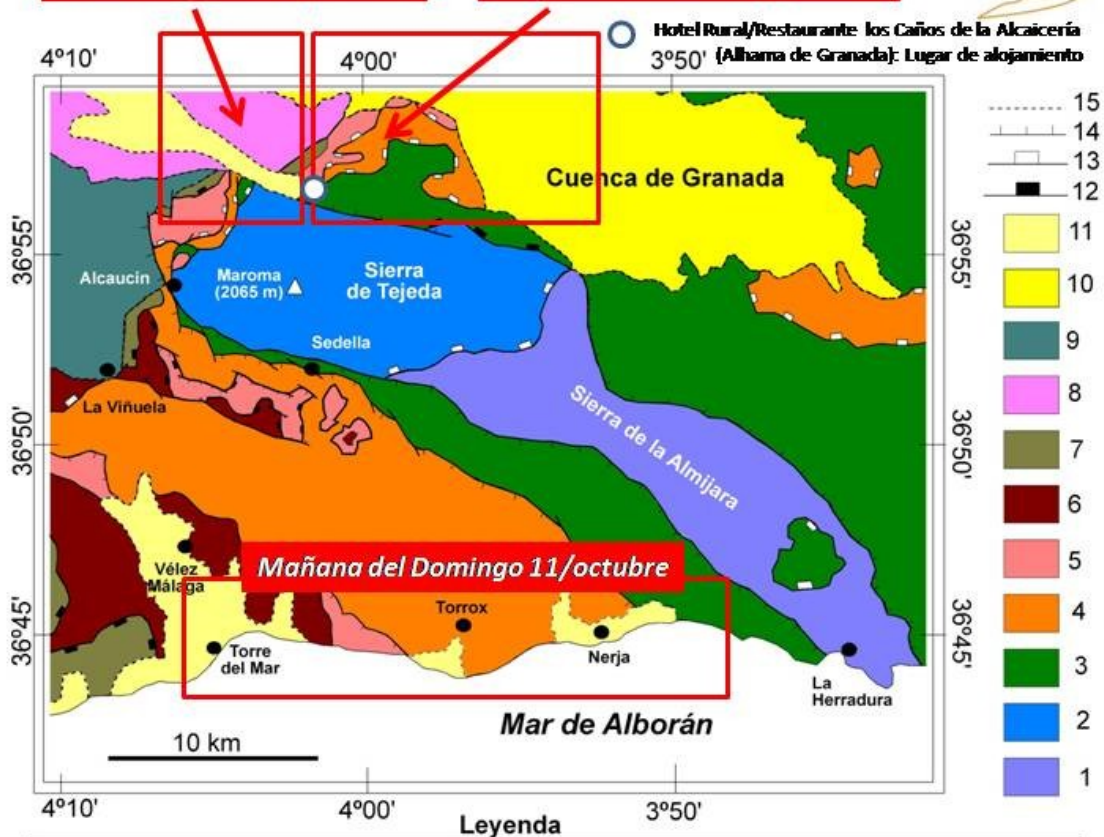 Hotel Rural/Restaurante los Caños de la Alcaicería
(Alhama de Granada): Lugar de alojamiento
4º10' 4º00' 3º50'
15
14
13
12
11
10
9
8
7
6
5
4
3
2
1
Cuenca de Granada
36º55'
36º55'
Alcaucín
Maroma
(2065 m)
Sierra
de Tejeda
Sedella
La Viñuela
Sierra de la Almijara
36º50'
36º50'
Mañana del Domingo 11/octubre
Vélez
Málaga
Torrox
36º45'
36º45'
Torre
del Mar
Nerja
La
Herradura
Mar de Alborán
10 km
4º10' 4º00' 3º50'
Leyenda